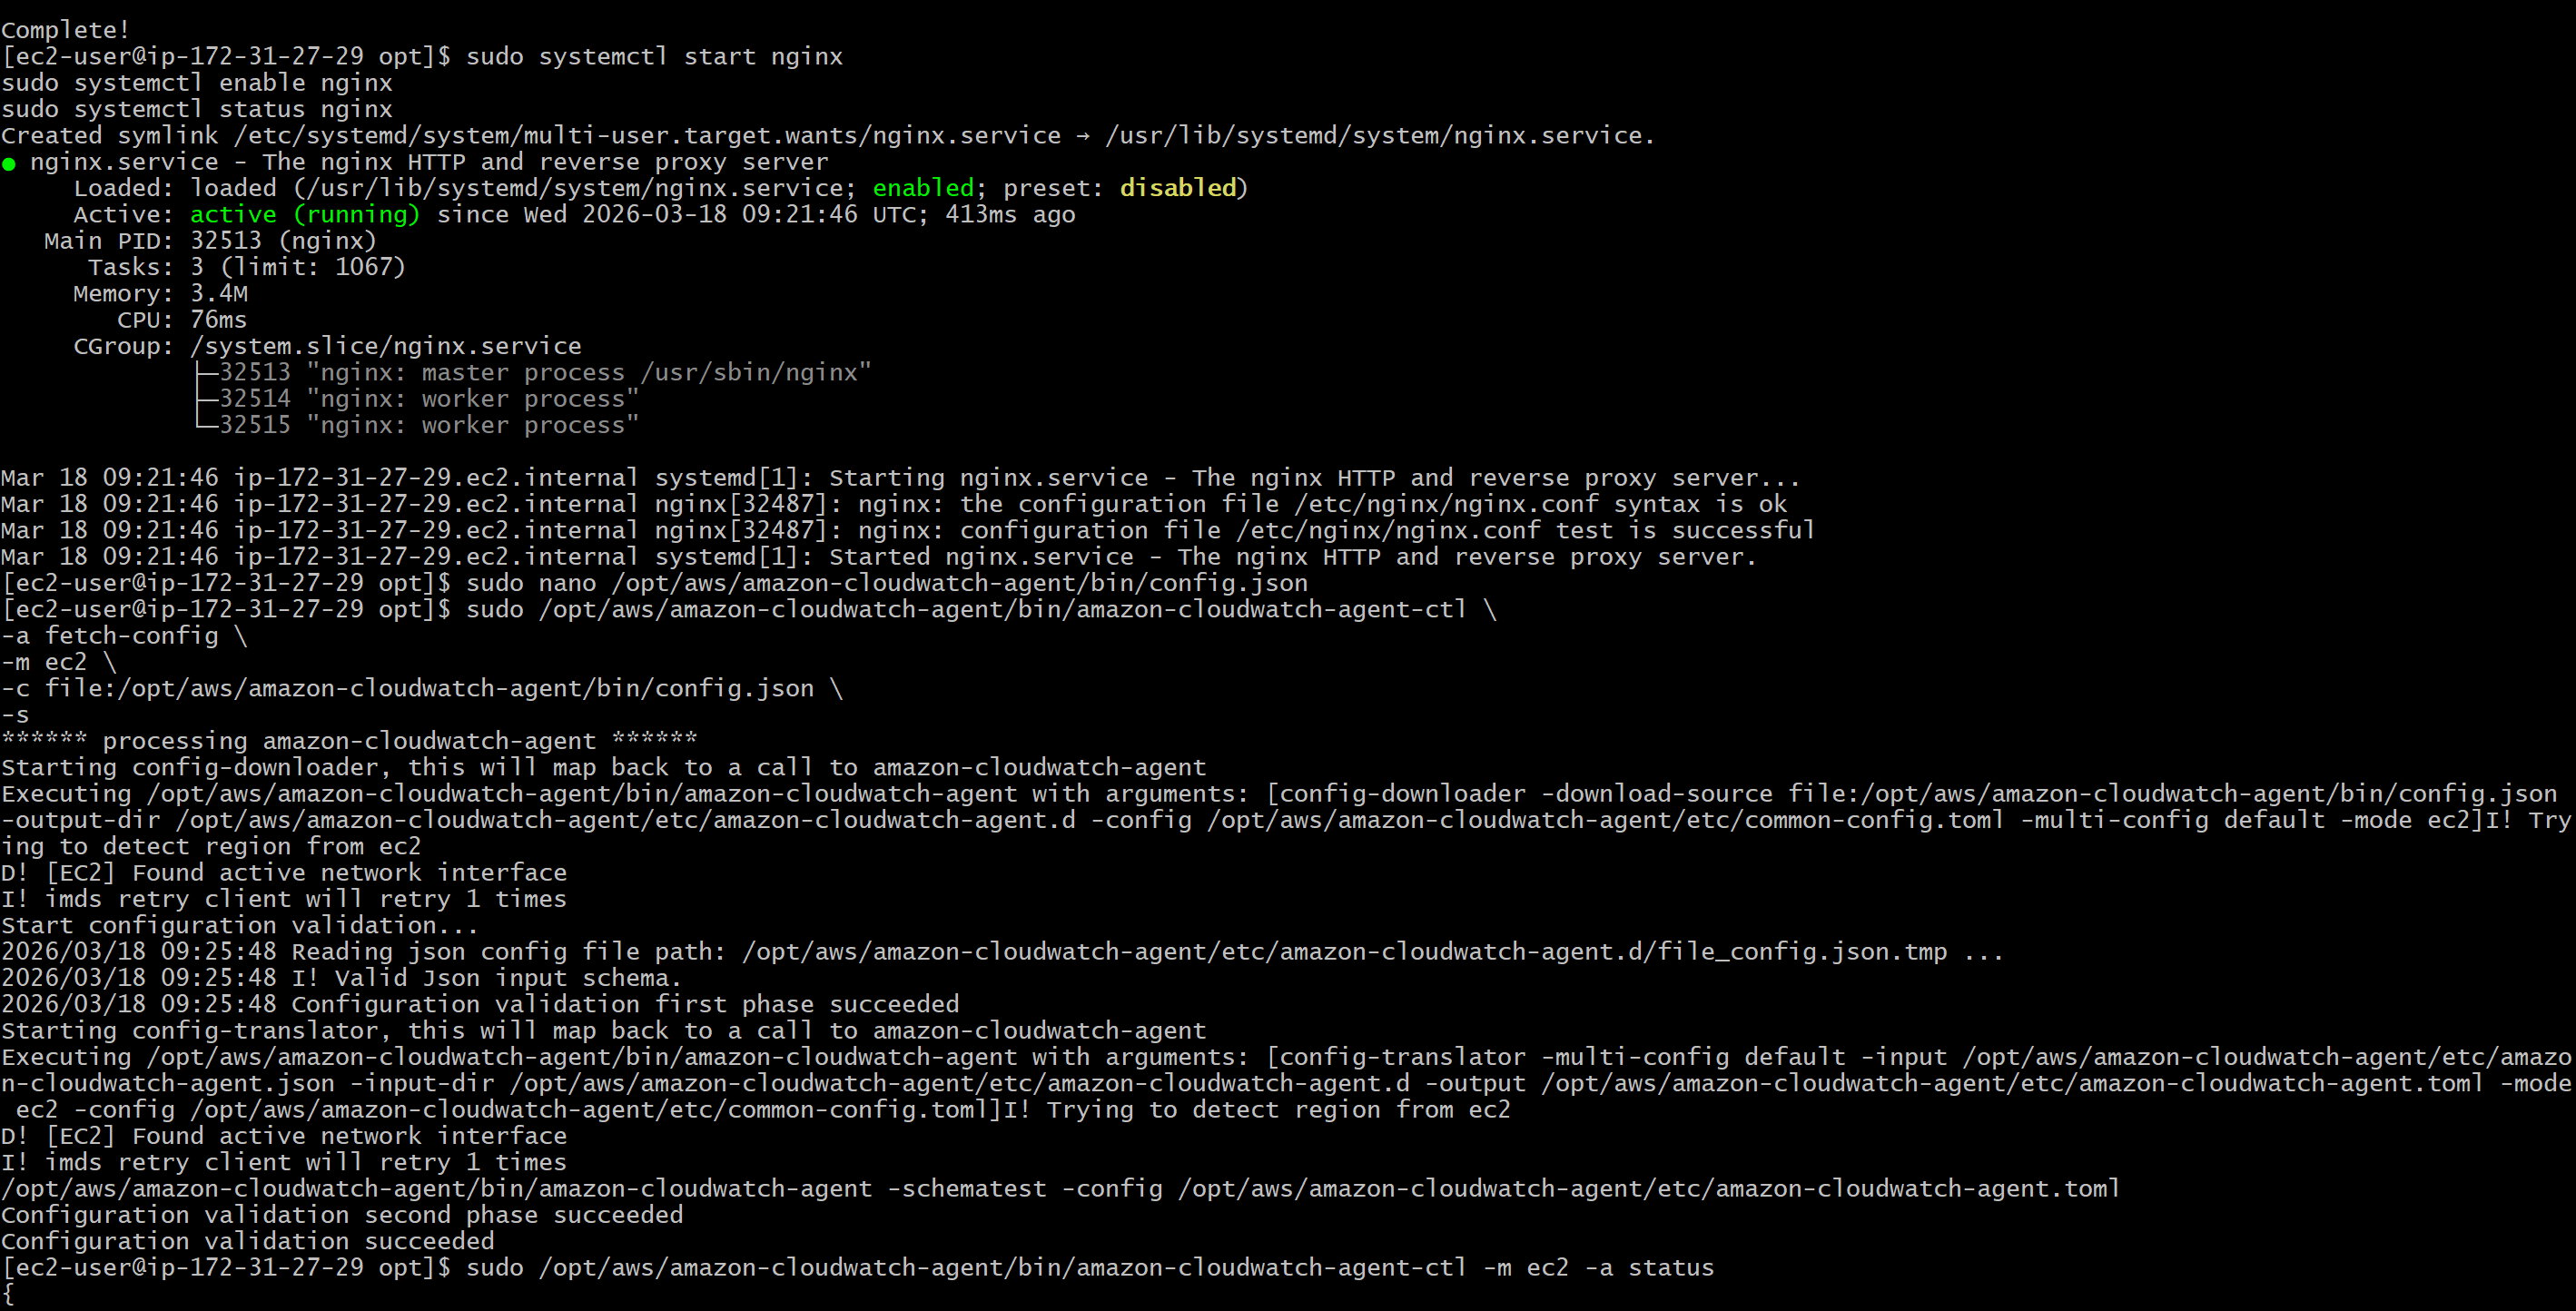 Complete!
[ec2-user@ip-172-31-27-29 opt]$ sudo systemctl start nginx
sudo systemctl enable nginx
sudo systemctl status nginx
Created symlink /etc/systemd/system/multi-user.target.wants/nginx.service → /usr/lib/systemd/system/nginx.service.
● nginx.service - The nginx HTTP and reverse proxy server
     Loaded: loaded (/usr/lib/systemd/system/nginx.service; enabled; preset: disabled)
     Active: active (running) since Wed 2026-03-18 09:21:46 UTC; 413ms ago
   Main PID: 32513 (nginx)
      Tasks: 3 (limit: 1067)
     Memory: 3.4M
        CPU: 76ms
     CGroup: /system.slice/nginx.service
             ├─32513 "nginx: master process /usr/sbin/nginx"
             ├─32514 "nginx: worker process"
             └─32515 "nginx: worker process"

Mar 18 09:21:46 ip-172-31-27-29.ec2.internal systemd[1]: Starting nginx.service - The nginx HTTP and reverse proxy server...
Mar 18 09:21:46 ip-172-31-27-29.ec2.internal nginx[32487]: nginx: the configuration file /etc/nginx/nginx.conf syntax is ok
Mar 18 09:21:46 ip-172-31-27-29.ec2.internal nginx[32487]: nginx: configuration file /etc/nginx/nginx.conf test is successful
Mar 18 09:21:46 ip-172-31-27-29.ec2.internal systemd[1]: Started nginx.service - The nginx HTTP and reverse proxy server.
[ec2-user@ip-172-31-27-29 opt]$ sudo nano /opt/aws/amazon-cloudwatch-agent/bin/config.json
[ec2-user@ip-172-31-27-29 opt]$ sudo /opt/aws/amazon-cloudwatch-agent/bin/amazon-cloudwatch-agent-ctl \
-a fetch-config \
-m ec2 \
-c file:/opt/aws/amazon-cloudwatch-agent/bin/config.json \
-s
****** processing amazon-cloudwatch-agent ******
Starting config-downloader, this will map back to a call to amazon-cloudwatch-agent
Executing /opt/aws/amazon-cloudwatch-agent/bin/amazon-cloudwatch-agent with arguments: [config-downloader -download-source file:/opt/aws/amazon-cloudwatch-agent/bin/config.json
-output-dir /opt/aws/amazon-cloudwatch-agent/etc/amazon-cloudwatch-agent.d -config /opt/aws/amazon-cloudwatch-agent/etc/common-config.toml -multi-config default -mode ec2]I! Try
ing to detect region from ec2
D! [EC2] Found active network interface
I! imds retry client will retry 1 times
Start configuration validation...
2026/03/18 09:25:48 Reading json config file path: /opt/aws/amazon-cloudwatch-agent/etc/amazon-cloudwatch-agent.d/file_config.json.tmp ...
2026/03/18 09:25:48 I! Valid Json input schema.
2026/03/18 09:25:48 Configuration validation first phase succeeded
Starting config-translator, this will map back to a call to amazon-cloudwatch-agent
Executing /opt/aws/amazon-cloudwatch-agent/bin/amazon-cloudwatch-agent with arguments: [config-translator -multi-config default -input /opt/aws/amazon-cloudwatch-agent/etc/amazo
n-cloudwatch-agent.json -input-dir /opt/aws/amazon-cloudwatch-agent/etc/amazon-cloudwatch-agent.d -output /opt/aws/amazon-cloudwatch-agent/etc/amazon-cloudwatch-agent.toml -mode
 ec2 -config /opt/aws/amazon-cloudwatch-agent/etc/common-config.toml]I! Trying to detect region from ec2
D! [EC2] Found active network interface
I! imds retry client will retry 1 times
/opt/aws/amazon-cloudwatch-agent/bin/amazon-cloudwatch-agent -schematest -config /opt/aws/amazon-cloudwatch-agent/etc/amazon-cloudwatch-agent.toml
Configuration validation second phase succeeded
Configuration validation succeeded
[ec2-user@ip-172-31-27-29 opt]$ sudo /opt/aws/amazon-cloudwatch-agent/bin/amazon-cloudwatch-agent-ctl -m ec2 -a status
{